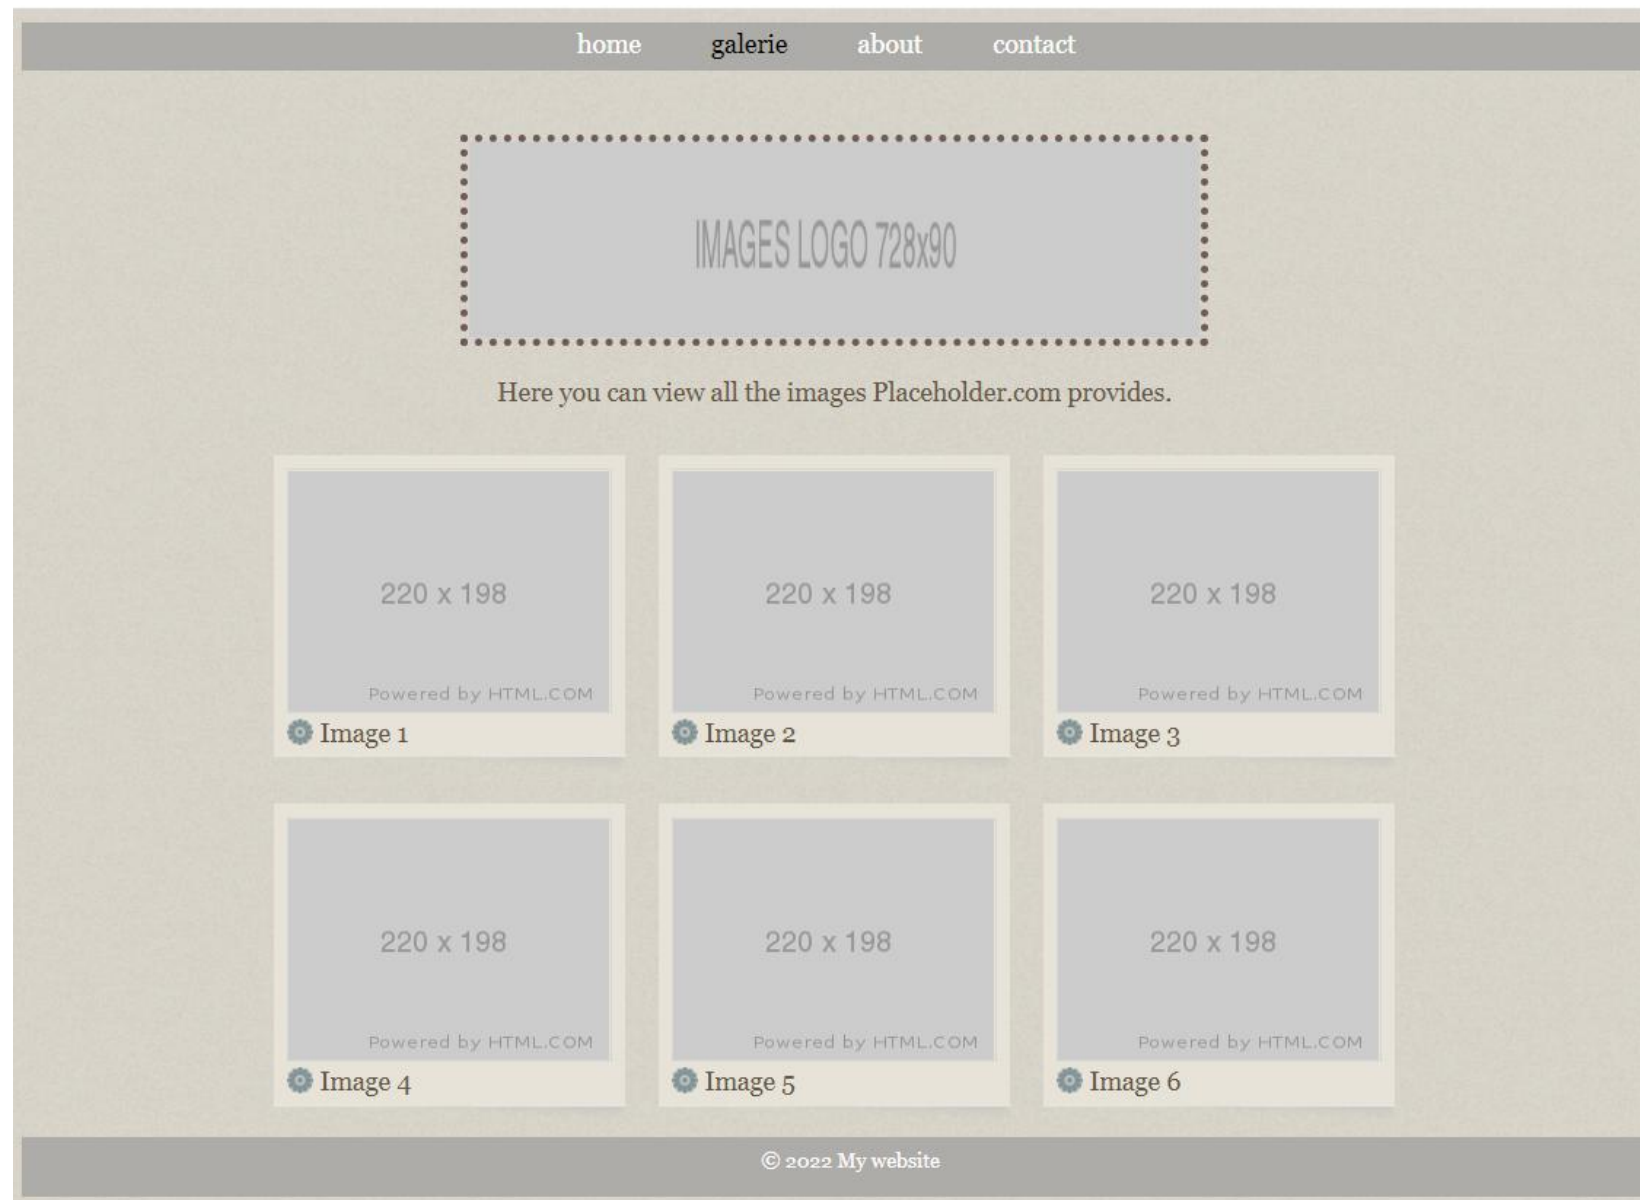 home galerie about contact
IMAGES LOGO 728x90
Here you can view all the images Placeholder.com provides.
220 x 198 220 x 198 220 x 198
Powered by HTML.COM Powered by HTML.COM Powered by HTML.COM
Image 1 Image 2 Image 3
220 x 198 220 x 198 220 x 198
Powered by HTML.COM Powered by HTML.COM Powered by HTML.COM
Image 4 Image 5 Image 6
© 2022 My website